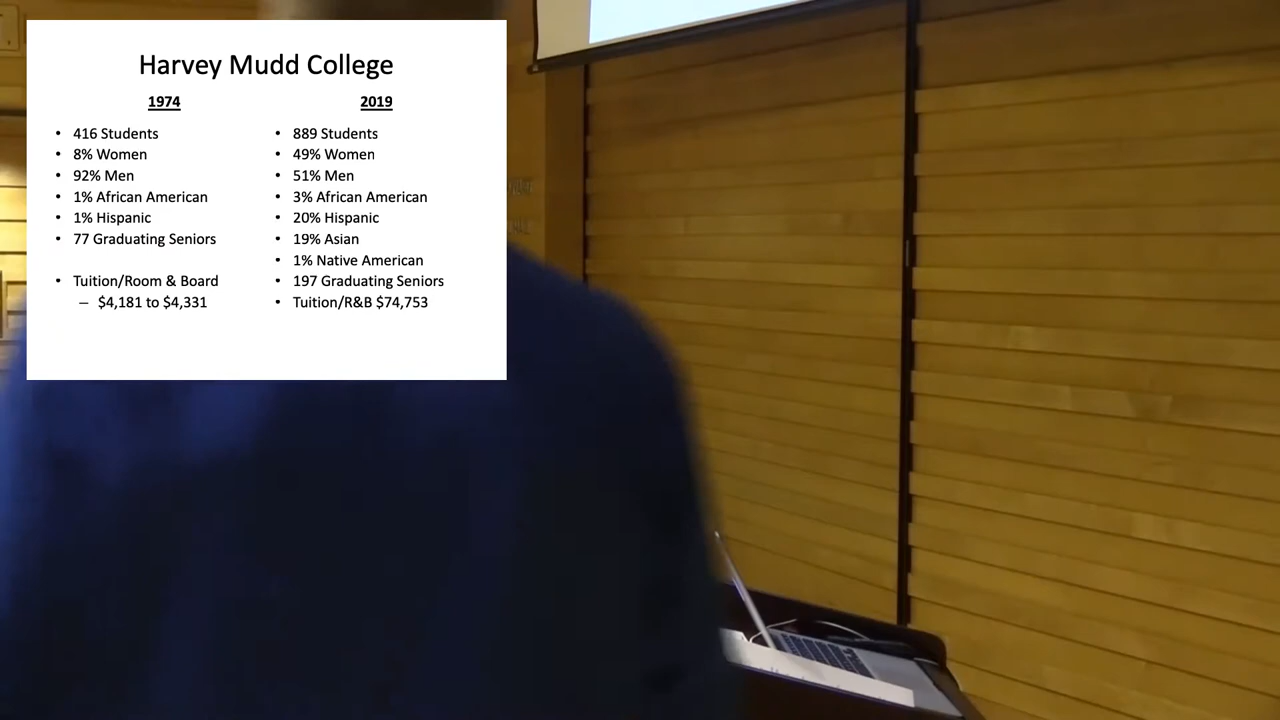 Harvey Mudd College
1974
• 416 Students
• 8% Women
• 92% Men
• 1% African American
• 1% Hispanic
• 77 Graduating Seniors
• Tuition/Room & Board
– $4,181 to $4,331
2019
• 889 Students
• 49% Women
• 51% Men
• 3% African American
• 20% Hispanic
• 19% Asian
• 1% Native American
• 197 Graduating Seniors
• Tuition/R&B $74,753